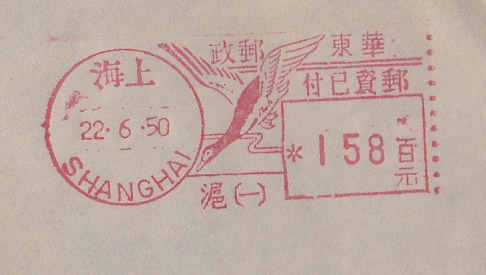 政郵 東華
海上
付已資郵
22·6·50
* 158 百元
SHANGHAI
滬(一)